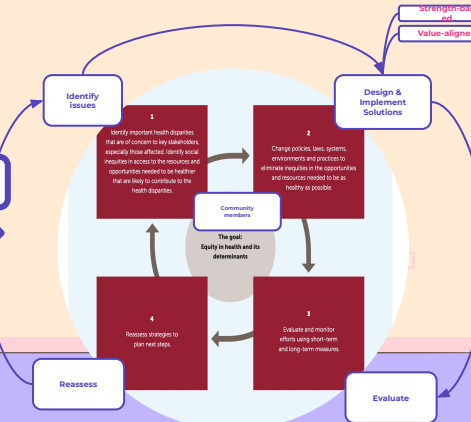 Strength-bas
ed
Value-aligne
Identify
issues
Design &
Implement
Solutions
1
Identify important health disparities
that are of concern to key stakeholders,
especially those affected. Identify social
inequities in access to the resources and
opportunities needed to be healthier
that are likely to contribute to the
health disparities.
2
Change policies, laws, systems,
environments and practices to
eliminate inequities in the opportunities
and resources needed to be as
healthy as possible.
Community
members
The goal:
Equity in health and its
determinants
4
Reassess strategies to
plan next steps.
3
Evaluate and monitor
efforts using short-term
and long-term measures.
Reassess
Evaluate